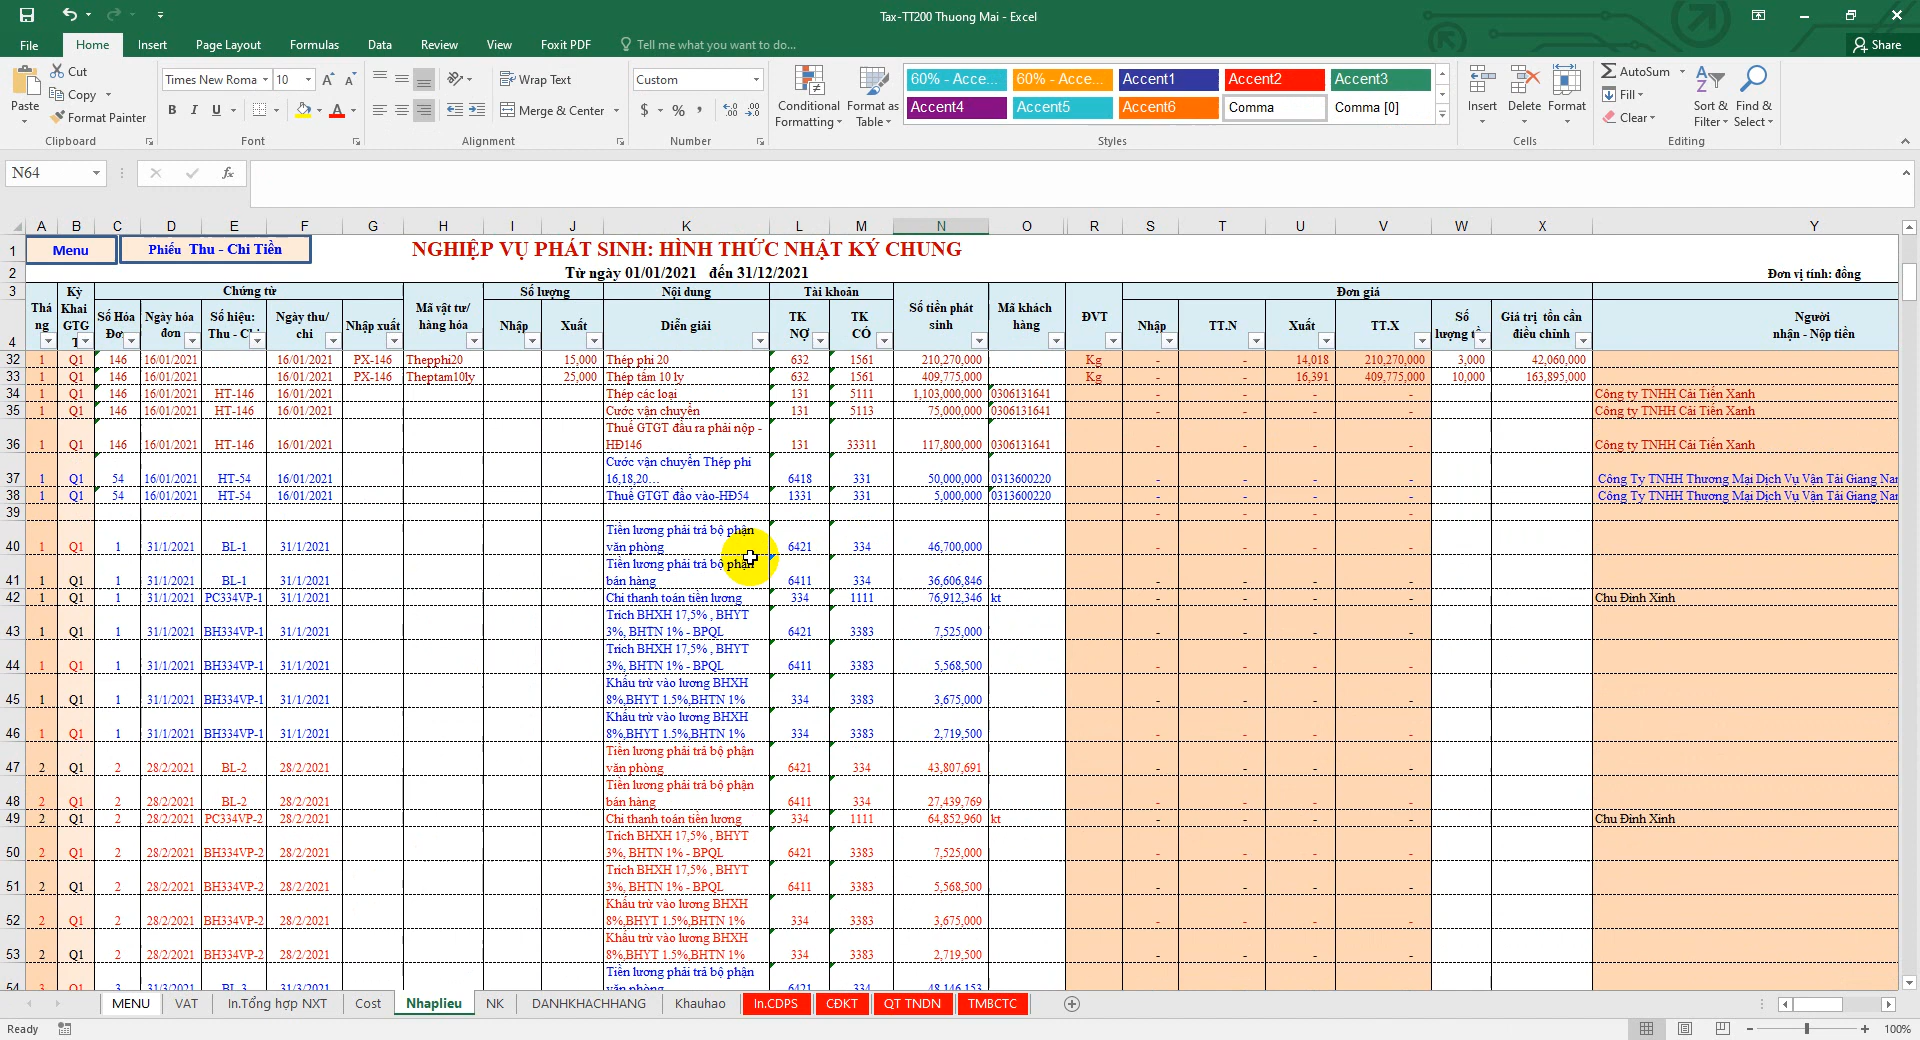 Tax-TT200 Thuong Mai - Excel
File Home Insert Page Layout Formulas Data Review View Foxit PDF Tell me what you want to do... Share
Cut
Copy
Format Painter
Paste
Clipboard
Times New Roma 10
B I U
Font
Wrap Text
Merge & Center
Alignment
Custom
$ % ,
Number
Conditional Formatting
Format as Table
60% - Acce... 60% - Acce... Accent1 Accent2 Accent3
Accent4 Accent5 Accent6 Comma Comma [0]
Styles
Insert Delete Format
Cells
AutoSum
Fill
Clear
Sort & Filter
Find & Select
Editing
N64 fx
A B C D E F G H I J K L M N O R S T U V W X Y
1 Menu Phiếu Thu - Chi Tiền NGHIỆP VỤ PHÁT SINH: HÌNH THỨC NHẬT KÝ CHUNG
2 Từ ngày 01/01/2021 đến 31/12/2021 Đơn vị tính: đồng
3 Thá ng Kỳ Khai GTG T Chứng từ Mã vật tư/ hàng hóa Số lượng Nội dung Tài khoản Số tiền phát sinh Mã khách hàng ĐVT Đơn giá
4 Số Hóa Đơ Ngày hóa đơn Số hiệu: Thu - Chi Ngày thu/ chi Nhập xuất Nhập Xuất Diễn giải TK NỢ TK CÓ Nhập TT.N Xuất TT.X Số lượng t Giá trị tồn cần điều chỉnh Người nhận - Nộp tiền
32 1 Q1 146 16/01/2021 16/01/2021 PX-146 Thepphi20 15,000 Thép phi 20 632 1561 210,270,000 Kg - - 14,018 210,270,000 3,000 42,060,000
33 1 Q1 146 16/01/2021 16/01/2021 PX-146 Theptam10ly 25,000 Thép tấm 10 ly 632 1561 409,775,000 Kg - - 16,391 409,775,000 10,000 163,895,000
34 1 Q1 146 16/01/2021 HT-146 16/01/2021 Thép các loại 131 5111 1,103,000,000 0306131641 - - - - Công ty TNHH Cải Tiến Xanh
35 1 Q1 146 16/01/2021 HT-146 16/01/2021 Cước vận chuyển 131 5113 75,000,000 0306131641 - - - - Công ty TNHH Cải Tiến Xanh
36 1 Q1 146 16/01/2021 HT-146 16/01/2021 Thuế GTGT đầu ra phải nộp - HĐ146 131 33311 117,800,000 0306131641 - - - - Công ty TNHH Cải Tiến Xanh
37 1 Q1 54 16/01/2021 HT-54 16/01/2021 Cước vận chuyển Thép phi 16,18,20... 6418 331 50,000,000 0313600220 - - - - Công Ty TNHH Thương Mại Dịch Vụ Vận Tải Giang Nam
38 1 Q1 54 16/01/2021 HT-54 16/01/2021 Thuế GTGT đầo vào-HĐ54 1331 331 5,000,000 0313600220 - - - - Công Ty TNHH Thương Mại Dịch Vụ Vận Tải Giang Nam
39 - - - -
40 1 Q1 1 31/1/2021 BL-1 31/1/2021 Tiền lương phải trả bộ phận văn phòng 6421 334 46,700,000 - - - -
41 1 Q1 1 31/1/2021 BL-1 31/1/2021 Tiền lương phải trả bộ phận bán hàng 6411 334 36,606,846 - - - -
42 1 Q1 1 31/1/2021 PC334VP-1 31/1/2021 Chi thanh toán tiền lương 334 1111 76,912,346 kt - - - - Chu Đình Xinh
43 1 Q1 1 31/1/2021 BH334VP-1 31/1/2021 Trích BHXH 17,5% , BHYT 3%, BHTN 1% - BPQL 6421 3383 7,525,000 - - - -
44 1 Q1 1 31/1/2021 BH334VP-1 31/1/2021 Trích BHXH 17,5% , BHYT 3%, BHTN 1% - BPQL 6411 3383 5,568,500 - - - -
45 1 Q1 1 31/1/2021 BH334VP-1 31/1/2021 Khấu trừ vào lương BHXH 8%,BHYT 1.5%,BHTN 1% 334 3383 3,675,000 - - - -
46 1 Q1 1 31/1/2021 BH334VP-1 31/1/2021 Khấu trừ vào lương BHXH 8%,BHYT 1.5%,BHTN 1% 334 3383 2,719,500 - - - -
47 2 Q1 2 28/2/2021 BL-2 28/2/2021 Tiền lương phải trả bộ phận văn phòng 6421 334 43,807,691 - - - -
48 2 Q1 2 28/2/2021 BL-2 28/2/2021 Tiền lương phải trả bộ phận bán hàng 6411 334 27,439,769 - - - -
49 2 Q1 2 28/2/2021 PC334VP-2 28/2/2021 Chi thanh toán tiền lương 334 1111 64,852,960 kt - - - - Chu Đình Xinh
50 2 Q1 2 28/2/2021 BH334VP-2 28/2/2021 Trích BHXH 17,5% , BHYT 3%, BHTN 1% - BPQL 6421 3383 7,525,000 - - - -
51 2 Q1 2 28/2/2021 BH334VP-2 28/2/2021 Trích BHXH 17,5% , BHYT 3%, BHTN 1% - BPQL 6411 3383 5,568,500 - - - -
52 2 Q1 2 28/2/2021 BH334VP-2 28/2/2021 Khấu trừ vào lương BHXH 8%,BHYT 1.5%,BHTN 1% 334 3383 3,675,000 - - - -
53 2 Q1 2 28/2/2021 BH334VP-2 28/2/2021 Khấu trừ vào lương BHXH 8%,BHYT 1.5%,BHTN 1% 334 3383 2,719,500 - - - -
54 3 Q1 3 31/3/2021 BL-3 31/3/2021 Tiền lương phải trả bộ phận văn phòng 6421 334 48,146,153
MENU VAT In.Tổng hợp NXT Cost Nhaplieu NK DANHKHACHHANG Khauhao In.CDPS CĐKT QT TNDN TMBCTC
Ready 100%